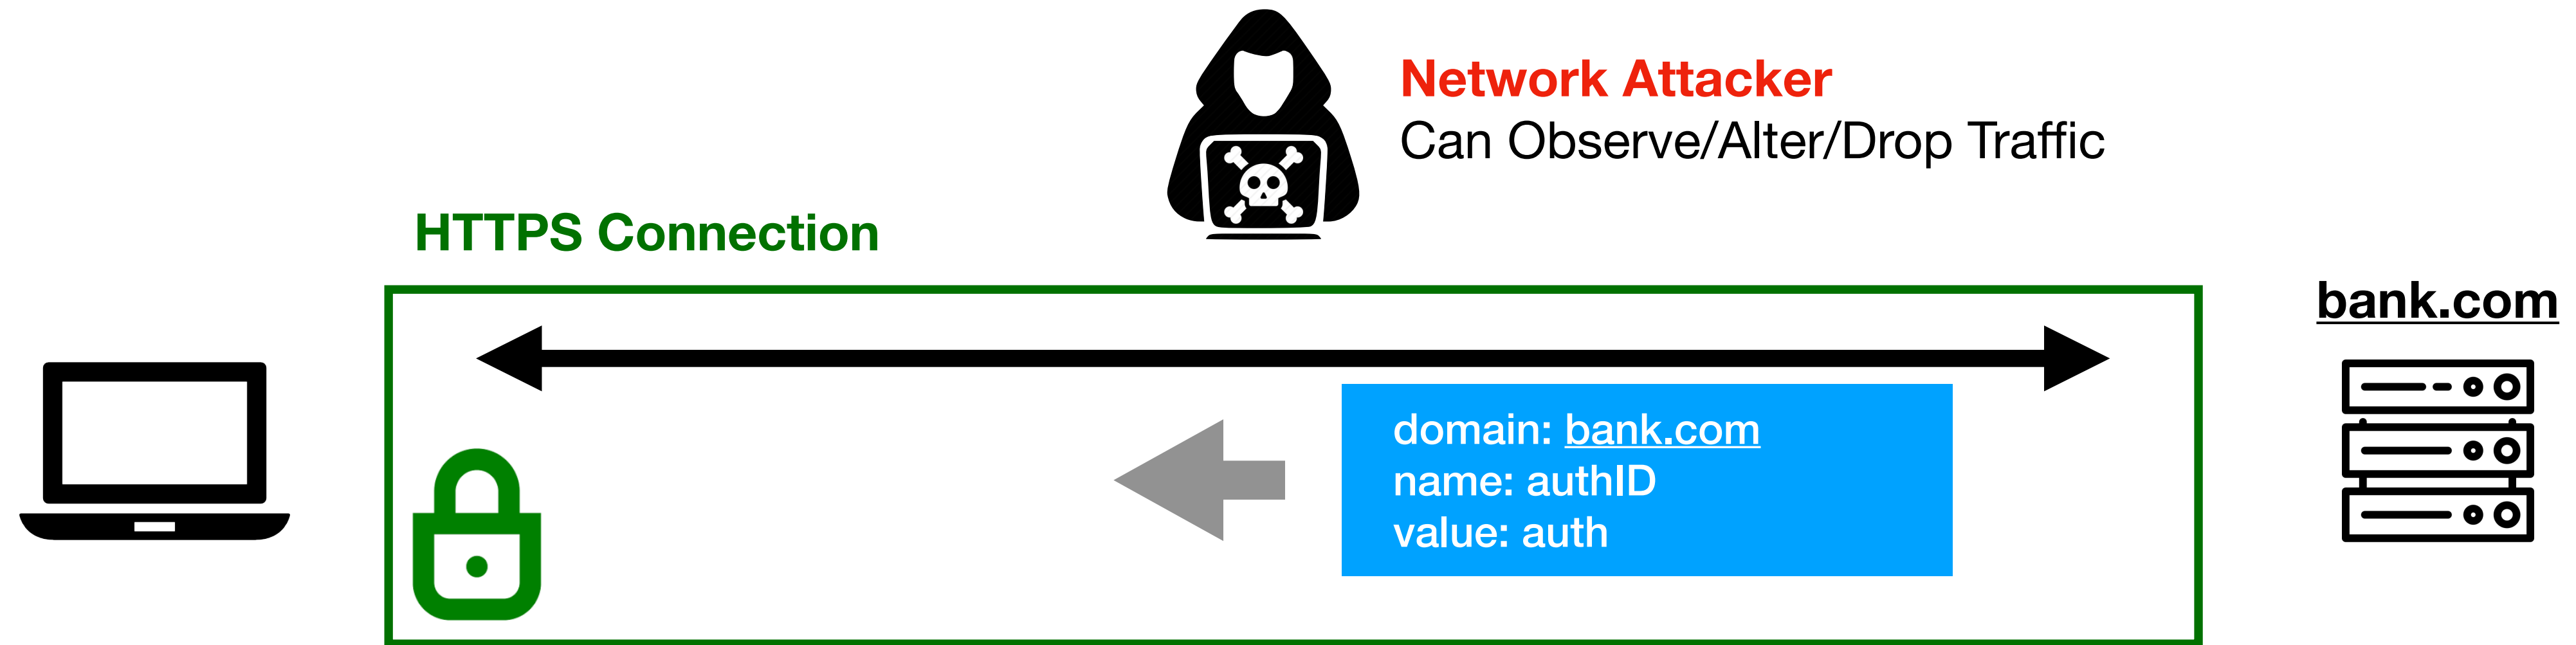 Network Attacker
Can Observe/Alter/Drop Traffic
HTTPS Connection
bank.com
domain: bank.com
name: authID
value: auth